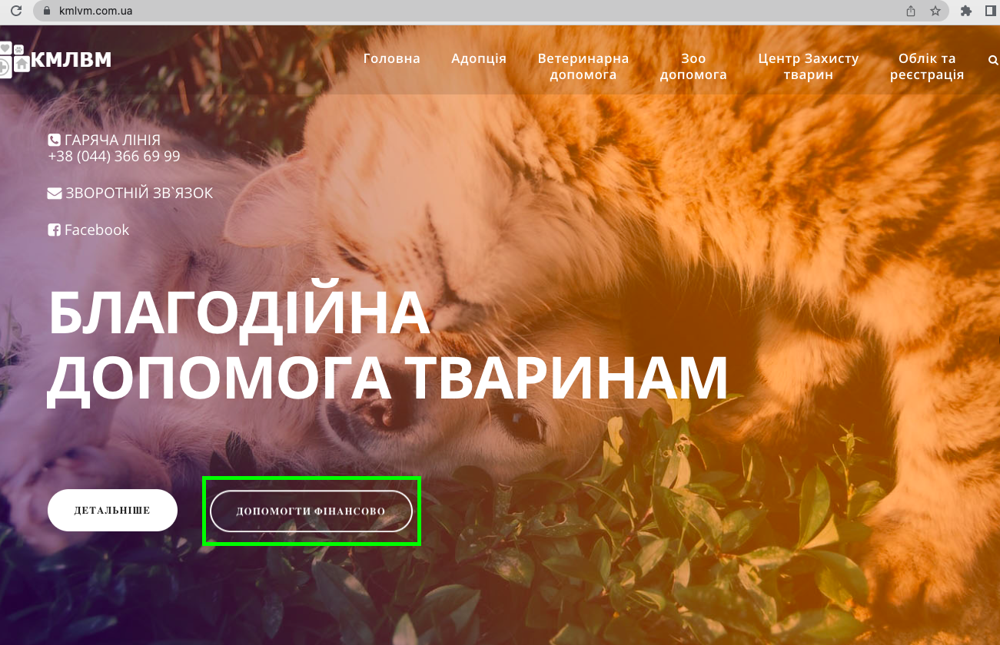 kmlvm.com.ua
КМЛВМ
Головна
Адопція
Ветеринарна
допомога
Зоо
допомога
Центр Захисту
тварин
Облік та
реєстрація
ГАРЯЧА ЛІНІЯ
+38 (044) 366 69 99
ЗВОРОТНІЙ ЗВ`ЯЗОК
Facebook
БЛАГОДІЙНА
ДОПОМОГА ТВАРИНАМ
ДЕТАЛЬНІШЕ
ДОПОМОГТИ ФІНАНСОВО